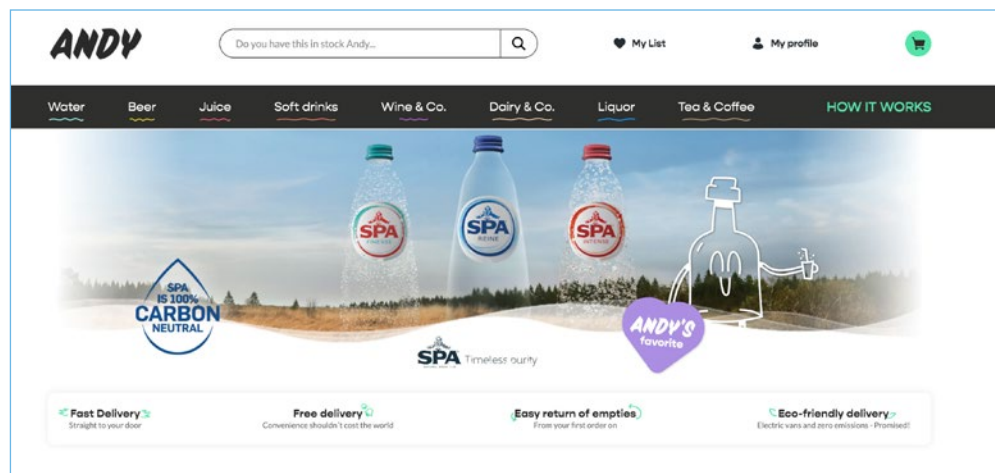 ANDY
Do you have this in stock Andy...
My List
My profile
Water Beer Juice Soft drinks Wine & Co. Dairy & Co. Liquor Tea & Coffee HOW IT WORKS
SPA
FINESSE
SPA
REINE
SPA
INTENSE
SPA
IS 100%
CARBON
NEUTRAL
ANDY'S
favorite
SPA Timeless purity
Fast Delivery
Straight to your door
Free delivery
Convenience shouldn't cost the world
Easy return of empties
From your first order on
Eco-friendly delivery
Electric vans and zero emissions - Promised!